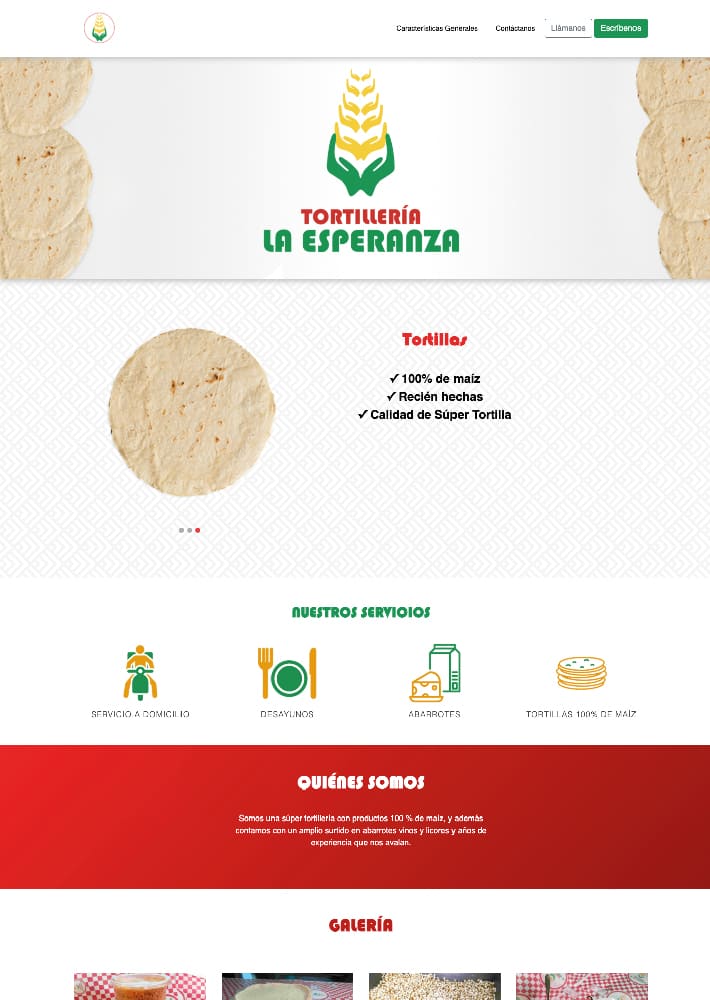 Características Generales
Contáctanos
Llámanos
Escríbenos
TORTILLERÍA
LA ESPERANZA
Tortillas
✓ 100% de maíz
✓ Recién hechas
✓ Calidad de Súper Tortilla
NUESTROS SERVICIOS
SERVICIO A DOMICILIO
DESAYUNOS
ABARROTES
TORTILLAS 100% DE MAÍZ
QUIÉNES SOMOS
Somos una súper tortillería con productos 100 % de maíz, y además
contamos con un amplio surtido en abarrotes vinos y licores y años de
experiencia que nos avalan.
GALERÍA